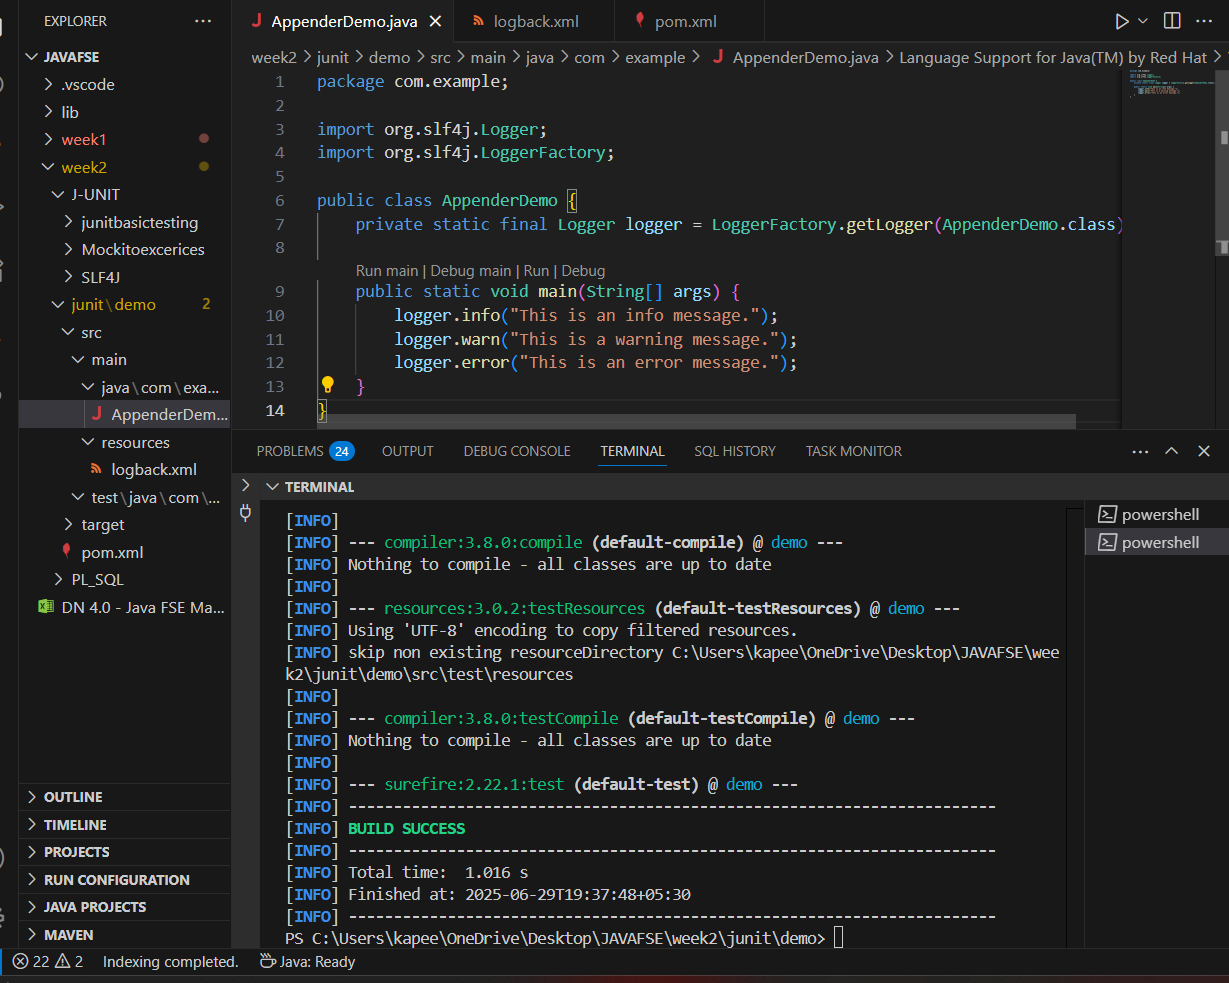 EXPLORER ···
JAVAFSE
.vscode
lib
week1
week2
J-UNIT
junitbasictesting
Mockitoexcerices
SLF4J
junit\demo 2
src
main
java\com\exa...
AppenderDem...
resources
logback.xml
test\java\com\...
target
pom.xml
PL_SQL
DN 4.0 - Java FSE Ma...
OUTLINE
TIMELINE
PROJECTS
RUN CONFIGURATION
JAVA PROJECTS
MAVEN
AppenderDemo.java logback.xml pom.xml
week2 > junit > demo > src > main > java > com > example > AppenderDemo.java > Language Support for Java(TM) by Red Hat >
1 package com.example;
2
3 import org.slf4j.Logger;
4 import org.slf4j.LoggerFactory;
5
6 public class AppenderDemo {
7 private static final Logger logger = LoggerFactory.getLogger(AppenderDemo.class)
8
Run main | Debug main | Run | Debug
9 public static void main(String[] args) {
10 logger.info("This is an info message.");
11 logger.warn("This is a warning message.");
12 logger.error("This is an error message.");
13 }
14 }
PROBLEMS 24 OUTPUT DEBUG CONSOLE TERMINAL SQL HISTORY TASK MONITOR
TERMINAL
[INFO]
[INFO] --- compiler:3.8.0:compile (default-compile) @ demo ---
[INFO] Nothing to compile - all classes are up to date
[INFO]
[INFO] --- resources:3.0.2:testResources (default-testResources) @ demo ---
[INFO] Using 'UTF-8' encoding to copy filtered resources.
[INFO] skip non existing resourceDirectory C:\Users\kapee\OneDrive\Desktop\JAVAFSE\wee
k2\junit\demo\src\test\resources
[INFO]
[INFO] --- compiler:3.8.0:testCompile (default-testCompile) @ demo ---
[INFO] Nothing to compile - all classes are up to date
[INFO]
[INFO] --- surefire:2.22.1:test (default-test) @ demo ---
[INFO] ------------------------------------------------------------------------
[INFO] BUILD SUCCESS
[INFO] ------------------------------------------------------------------------
[INFO] Total time:  1.016 s
[INFO] Finished at: 2025-06-29T19:37:48+05:30
[INFO] ------------------------------------------------------------------------
PS C:\Users\kapee\OneDrive\Desktop\JAVAFSE\week2\junit\demo>
powershell
powershell
22 2 Indexing completed. Java: Ready